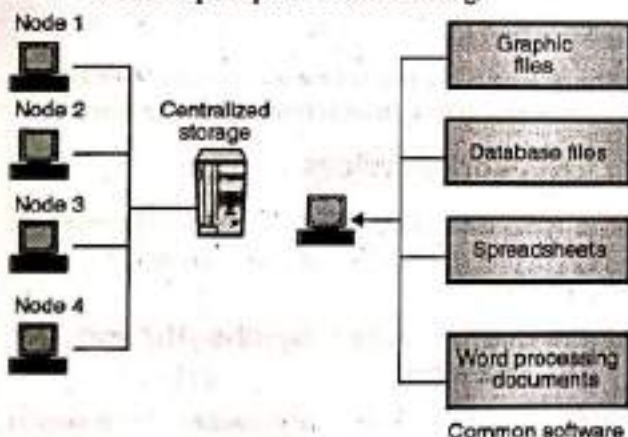 Node 1
Node 2
Node 3
Node 4
Centralized
storage
Graphic
files
Database files
Spreadsheets
Word processing
documents
Common software